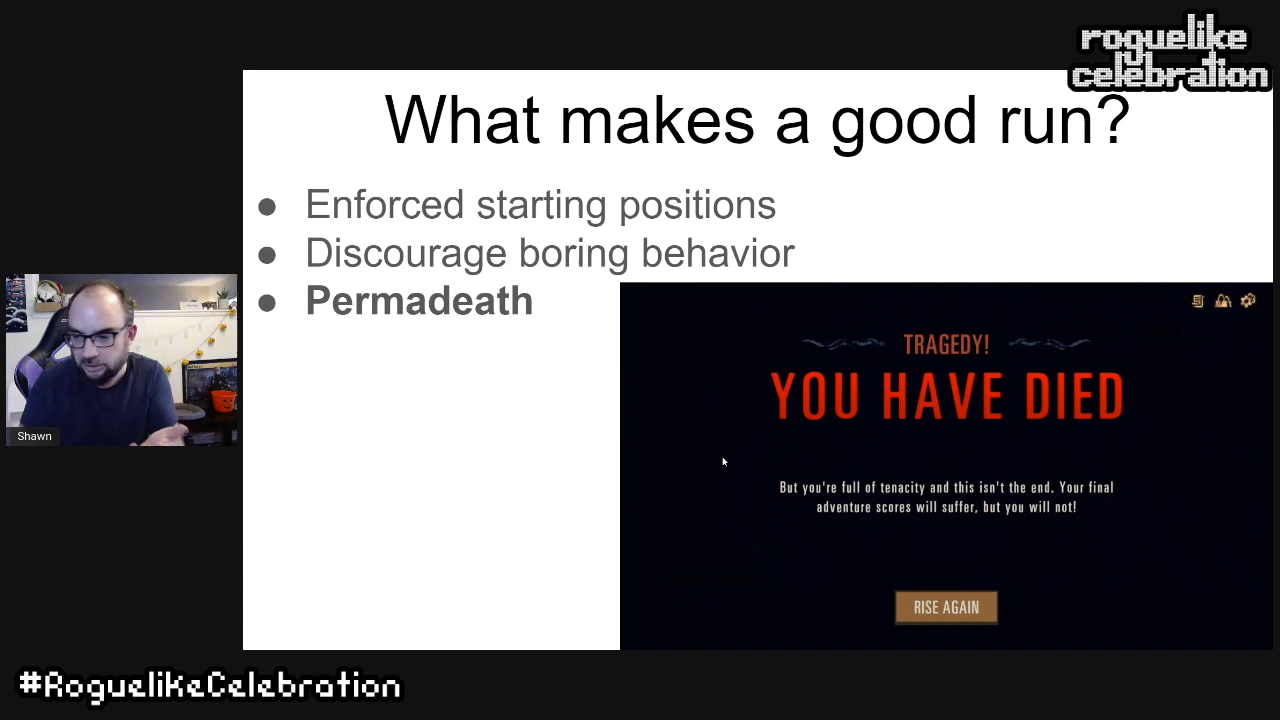 roguelike
celebration
What makes a good run?
● Enforced starting positions
● Discourage boring behavior
● Permadeath
TRAGEDY!
YOU HAVE DIED
But you're full of tenacity and this isn't the end. Your final
adventure scores will suffer, but you will not!
RISE AGAIN
Shawn
#RoguelikeCelebration